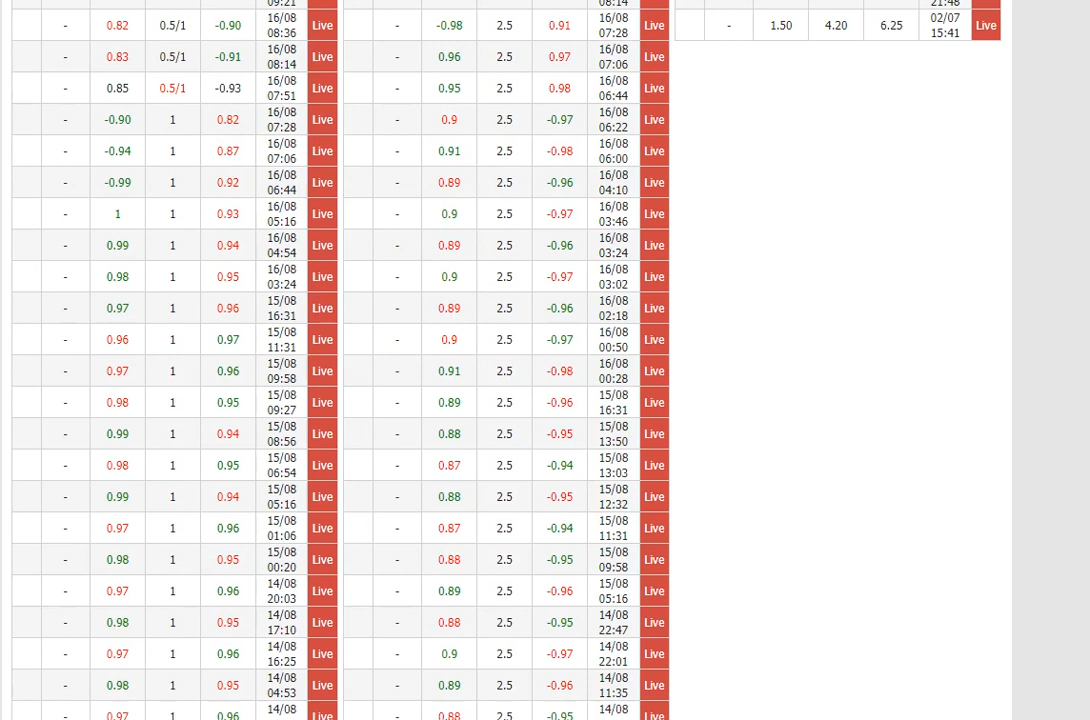 09:21 08:14 21:48
0.82 0.5/1 -0.90 16/08 08:36 Live - -0.98 2.5 0.91 16/08 07:28 Live - 1.50 4.20 6.25 02/07 15:41 Live
- 0.83 0.5/1 -0.91 16/08 08:14 Live - 0.96 2.5 0.97 16/08 07:06 Live
- 0.85 0.5/1 -0.93 16/08 07:51 Live - 0.95 2.5 0.98 16/08 06:44 Live
- -0.90 1 0.82 16/08 07:28 Live - 0.9 2.5 -0.97 16/08 06:22 Live
- -0.94 1 0.87 16/08 07:06 Live - 0.91 2.5 -0.98 16/08 06:00 Live
- -0.99 1 0.92 16/08 06:44 Live - 0.89 2.5 -0.96 16/08 04:10 Live
- 1 1 0.93 16/08 05:16 Live - 0.9 2.5 -0.97 16/08 03:46 Live
- 0.99 1 0.94 16/08 04:54 Live - 0.89 2.5 -0.96 16/08 03:24 Live
- 0.98 1 0.95 16/08 03:24 Live - 0.9 2.5 -0.97 16/08 03:02 Live
- 0.97 1 0.96 15/08 16:31 Live - 0.89 2.5 -0.96 16/08 02:18 Live
- 0.96 1 0.97 15/08 11:31 Live - 0.9 2.5 -0.97 16/08 00:50 Live
- 0.97 1 0.96 15/08 09:58 Live - 0.91 2.5 -0.98 16/08 00:28 Live
- 0.98 1 0.95 15/08 09:27 Live - 0.89 2.5 -0.96 15/08 16:31 Live
- 0.99 1 0.94 15/08 08:56 Live - 0.88 2.5 -0.95 15/08 13:50 Live
- 0.98 1 0.95 15/08 06:54 Live - 0.87 2.5 -0.94 15/08 13:03 Live
- 0.99 1 0.94 15/08 05:16 Live - 0.88 2.5 -0.95 15/08 12:32 Live
- 0.97 1 0.96 15/08 01:06 Live - 0.87 2.5 -0.94 15/08 11:31 Live
- 0.98 1 0.95 15/08 00:20 Live - 0.88 2.5 -0.95 15/08 09:58 Live
- 0.97 1 0.96 14/08 20:03 Live - 0.89 2.5 -0.96 15/08 05:16 Live
- 0.98 1 0.95 14/08 17:10 Live - 0.88 2.5 -0.95 14/08 22:47 Live
- 0.97 1 0.96 14/08 16:25 Live - 0.9 2.5 -0.97 14/08 22:01 Live
- 0.98 1 0.95 14/08 04:53 Live - 0.89 2.5 -0.96 14/08 11:35 Live
- 0.97 1 0.96 14/08 Live - 0.88 2.5 -0.95 14/08 Live